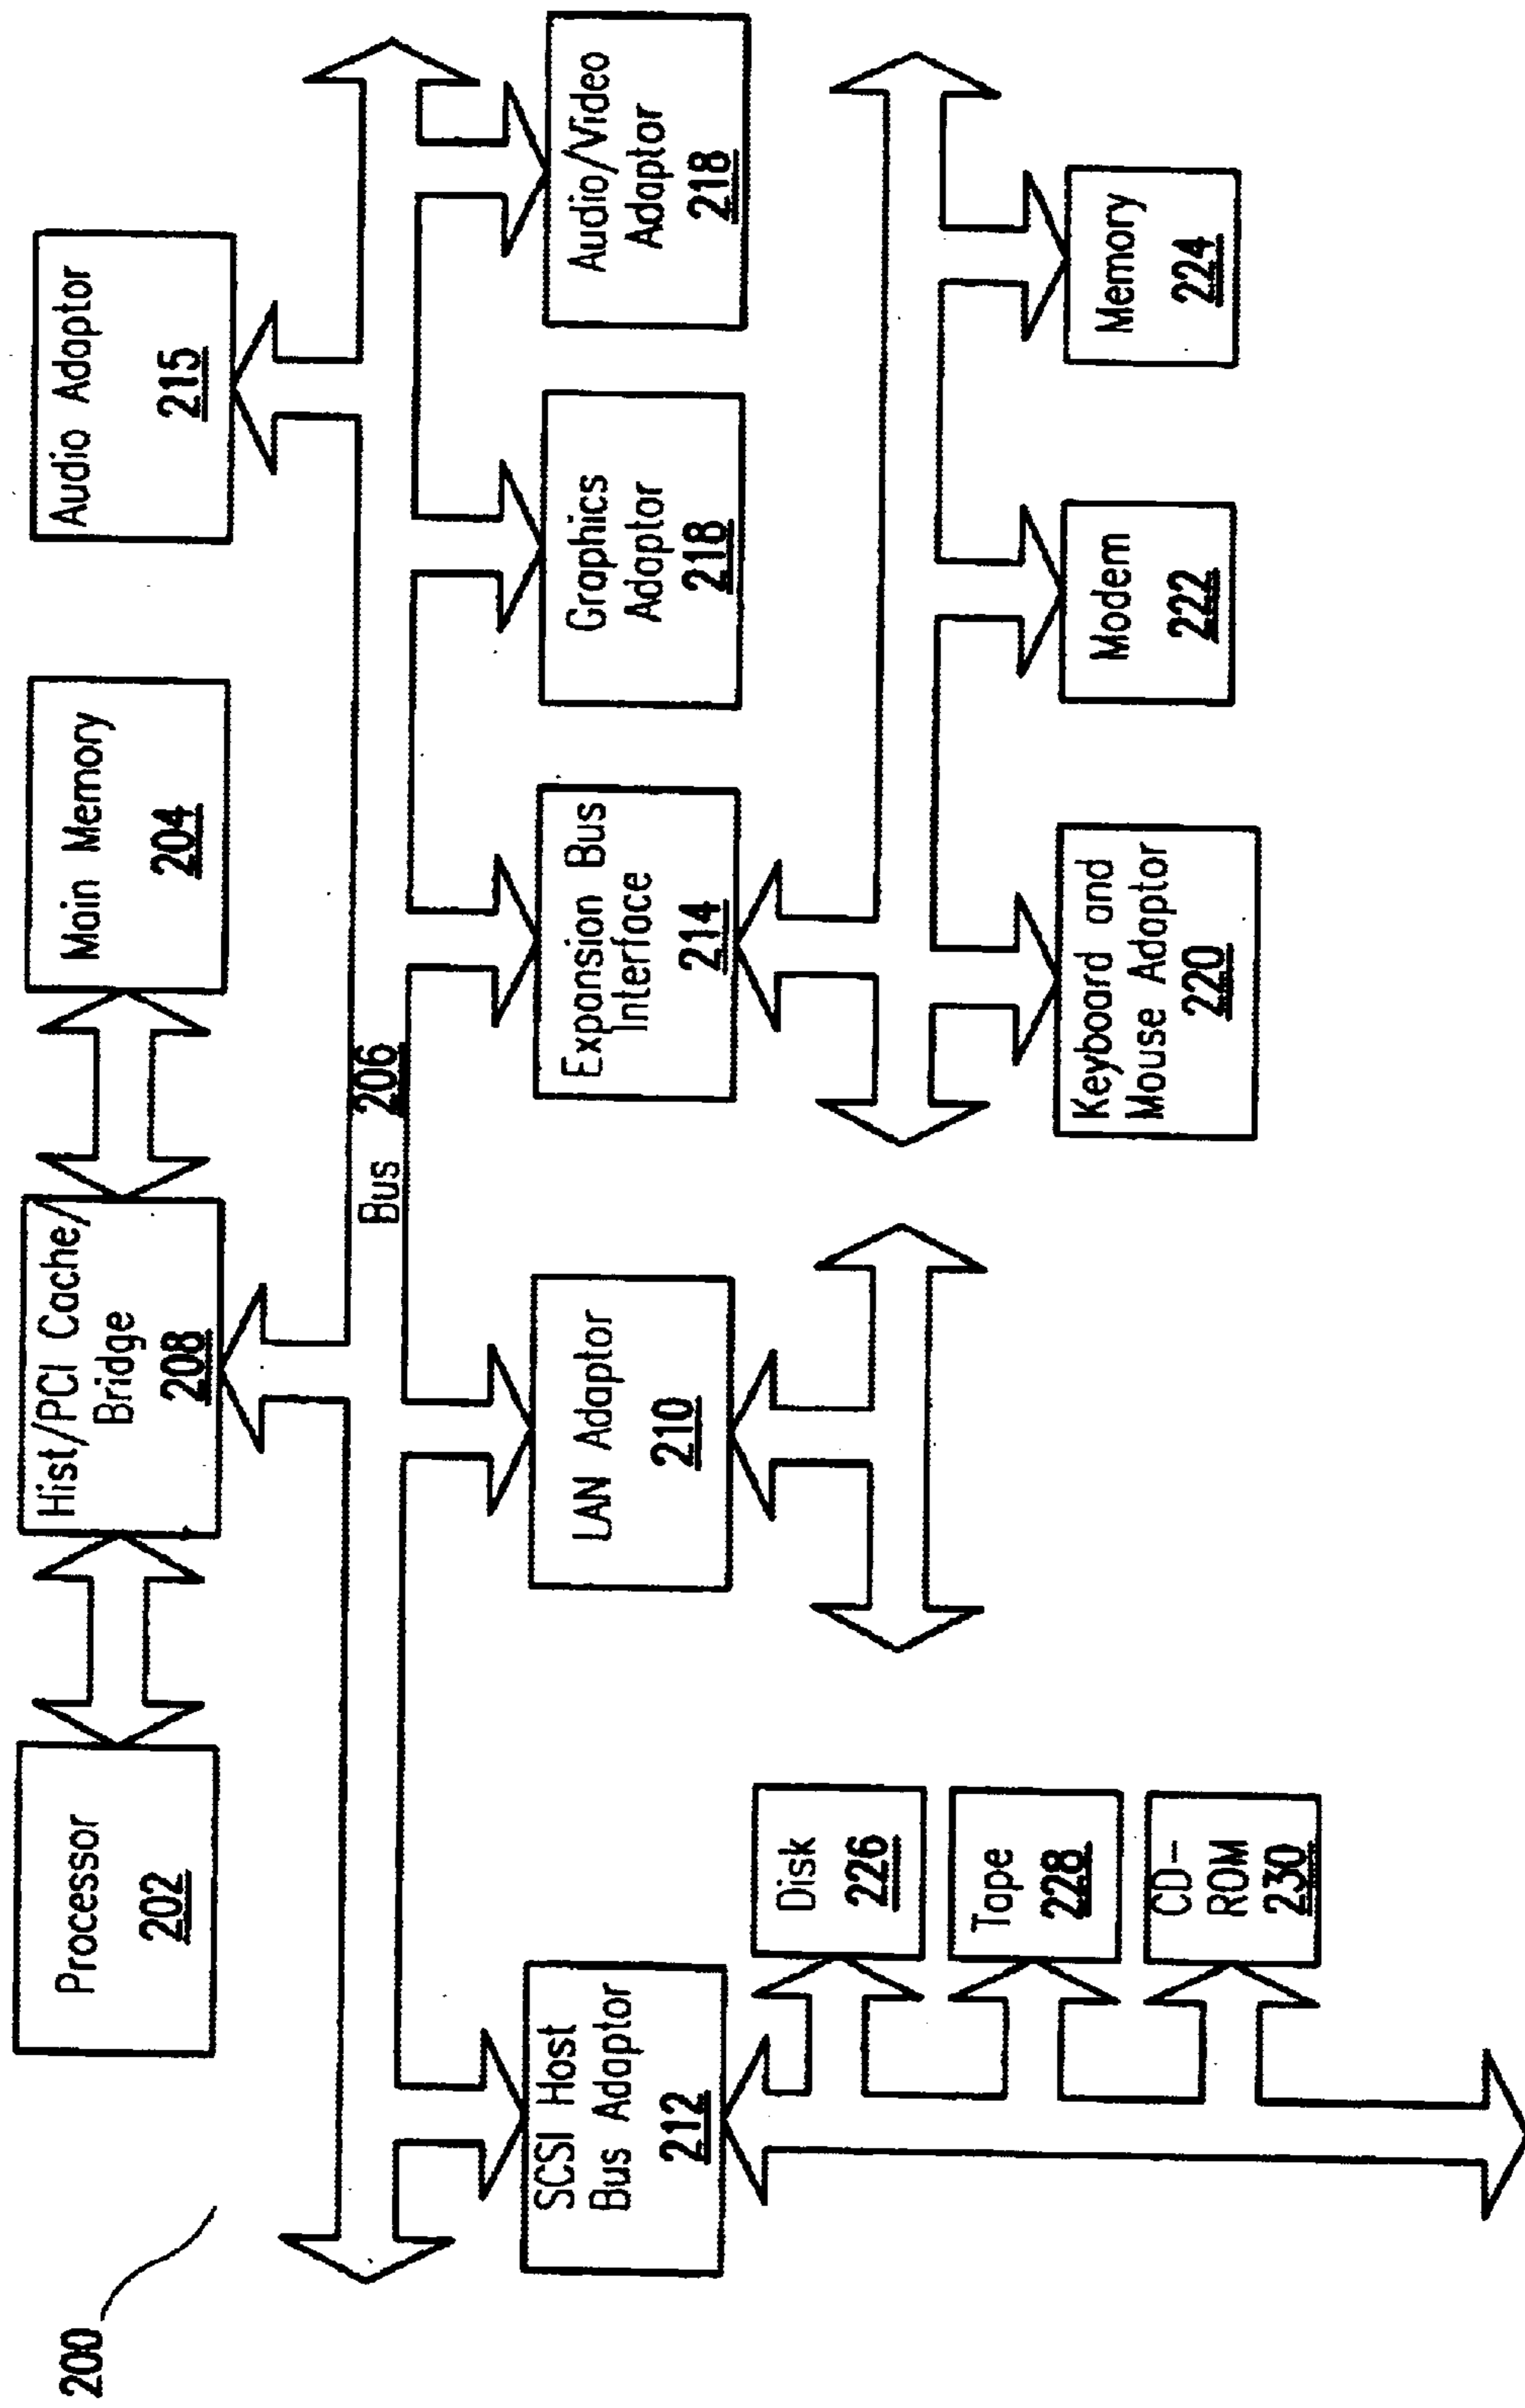 200
Processor
202
Hist/PCI Cache/
Bridge
208
Main Memory
204
Audio Adaptor
215
Bus 206
SCSI Host
Bus Adaptor
212
LAN Adaptor
210
Expansion Bus
Interface
214
Graphics
Adaptor
218
Audio/Video
Adaptor
218
Disk
226
Tape
228
CD-
ROM
230
Keyboard and
Mouse Adaptor
220
Modem
222
Memory
224